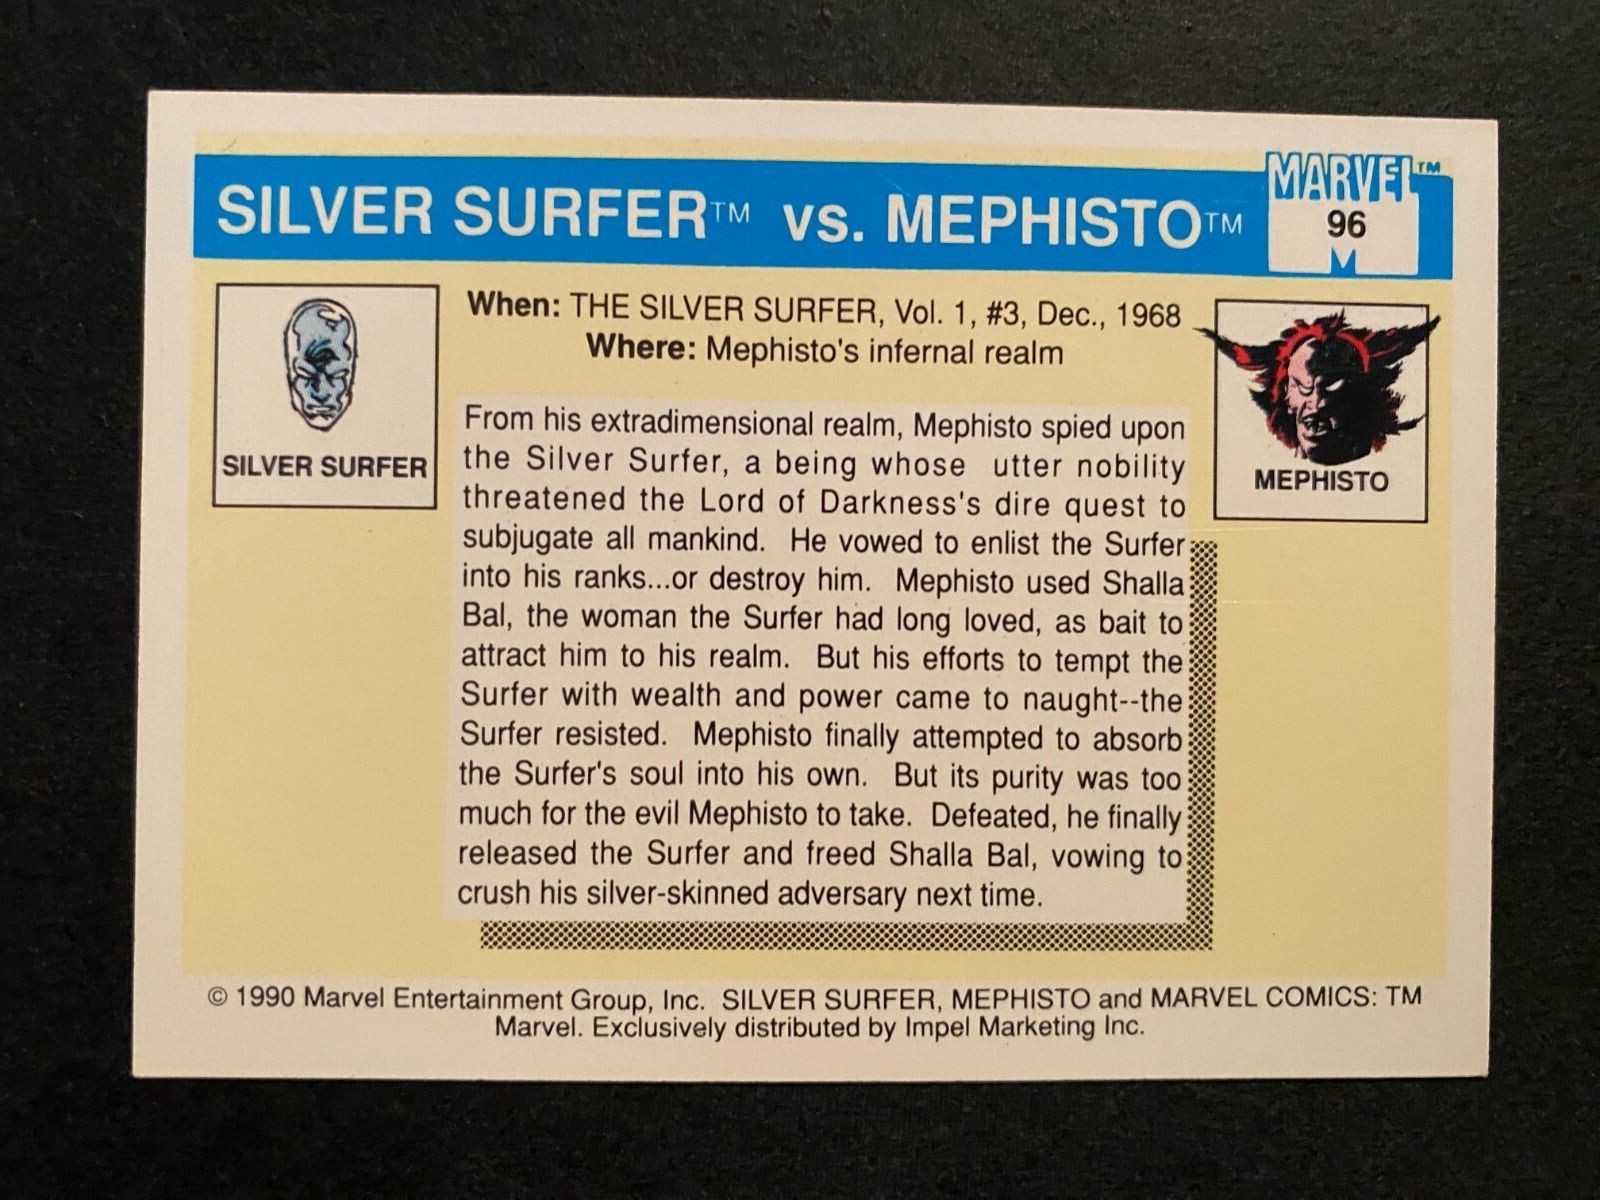 SILVER SURFER™ vs. MEPHISTO™
MARVEL™
96
When: THE SILVER SURFER, Vol. 1, #3, Dec., 1968
Where: Mephisto's infernal realm
SILVER SURFER
MEPHISTO
From his extradimensional realm, Mephisto spied upon
the Silver Surfer, a being whose utter nobility
threatened the Lord of Darkness's dire quest to
subjugate all mankind. He vowed to enlist the Surfer
into his ranks...or destroy him. Mephisto used Shalla
Bal, the woman the Surfer had long loved, as bait to
attract him to his realm. But his efforts to tempt the
Surfer with wealth and power came to naught--the
Surfer resisted. Mephisto finally attempted to absorb
the Surfer's soul into his own. But its purity was too
much for the evil Mephisto to take. Defeated, he finally
released the Surfer and freed Shalla Bal, vowing to
crush his silver-skinned adversary next time.
© 1990 Marvel Entertainment Group, Inc. SILVER SURFER, MEPHISTO and MARVEL COMICS: TM
Marvel. Exclusively distributed by Impel Marketing Inc.